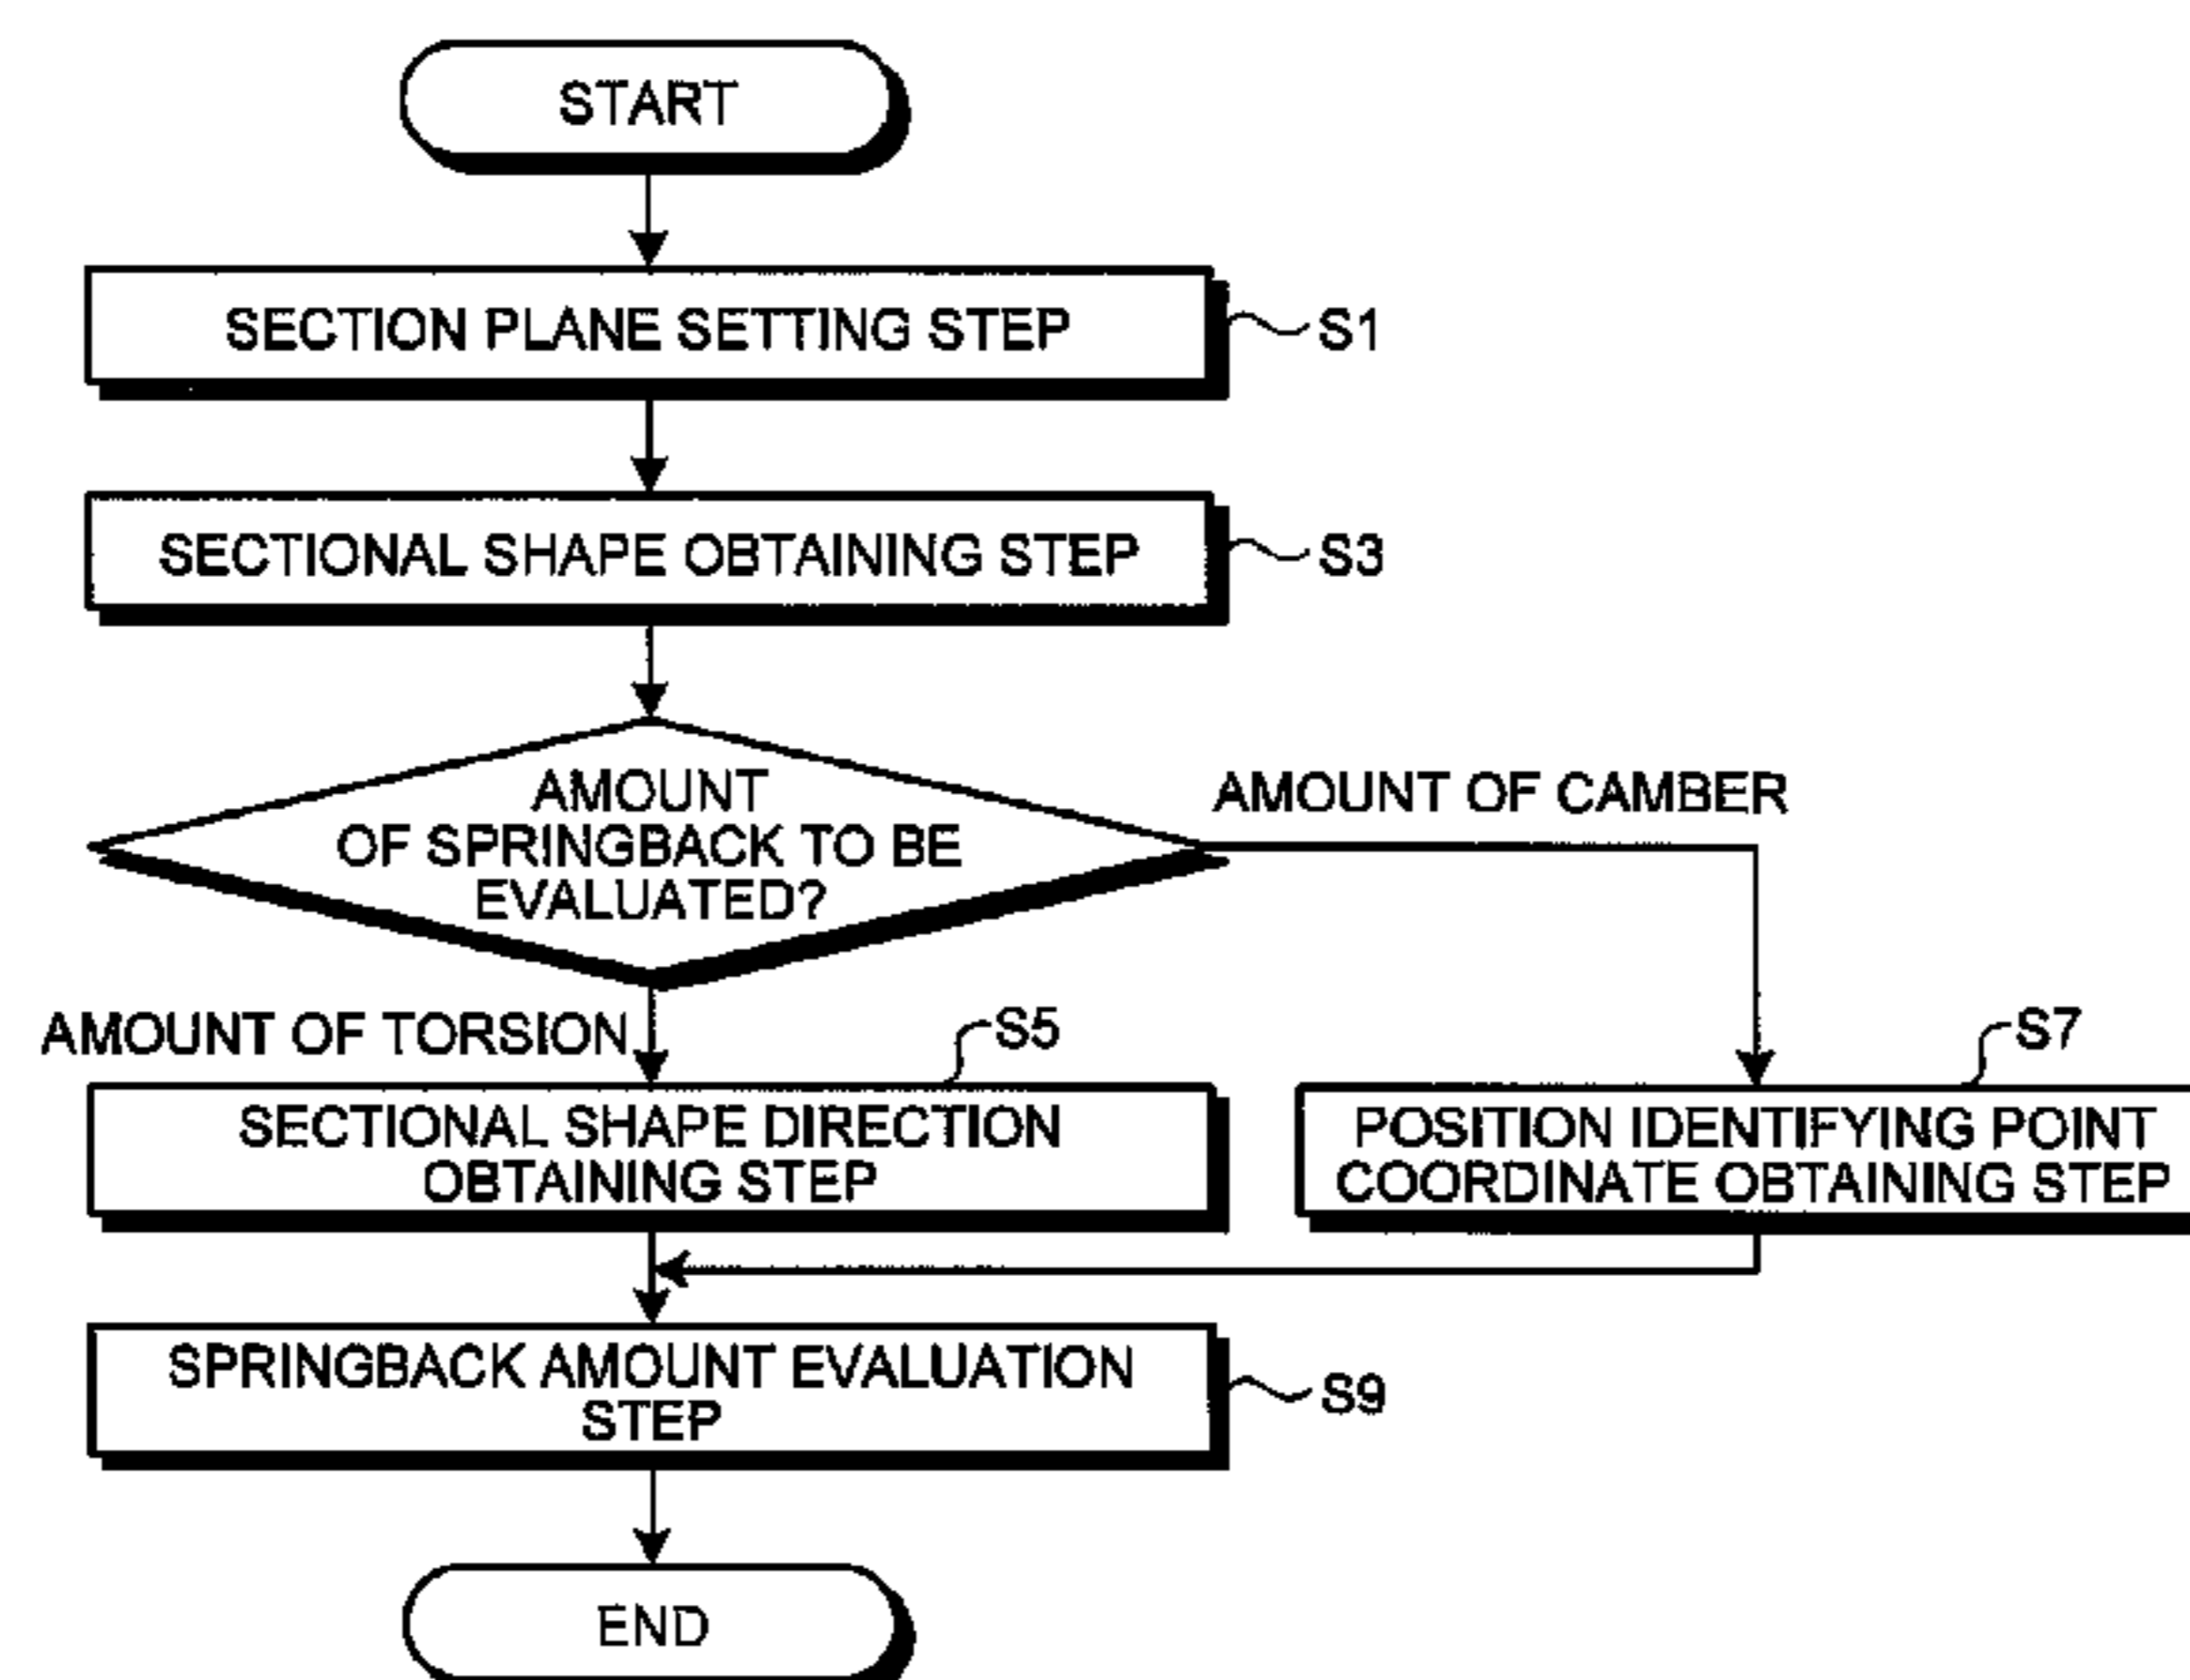 START
SECTION PLANE SETTING STEP
S1
SECTIONAL SHAPE OBTAINING STEP
S3
AMOUNT
OF SPRINGBACK TO BE
EVALUATED?
AMOUNT OF CAMBER
AMOUNT OF TORSION
S5
SECTIONAL SHAPE DIRECTION
OBTAINING STEP
S7
POSITION IDENTIFYING POINT
COORDINATE OBTAINING STEP
SPRINGBACK AMOUNT EVALUATION
STEP
S9
END